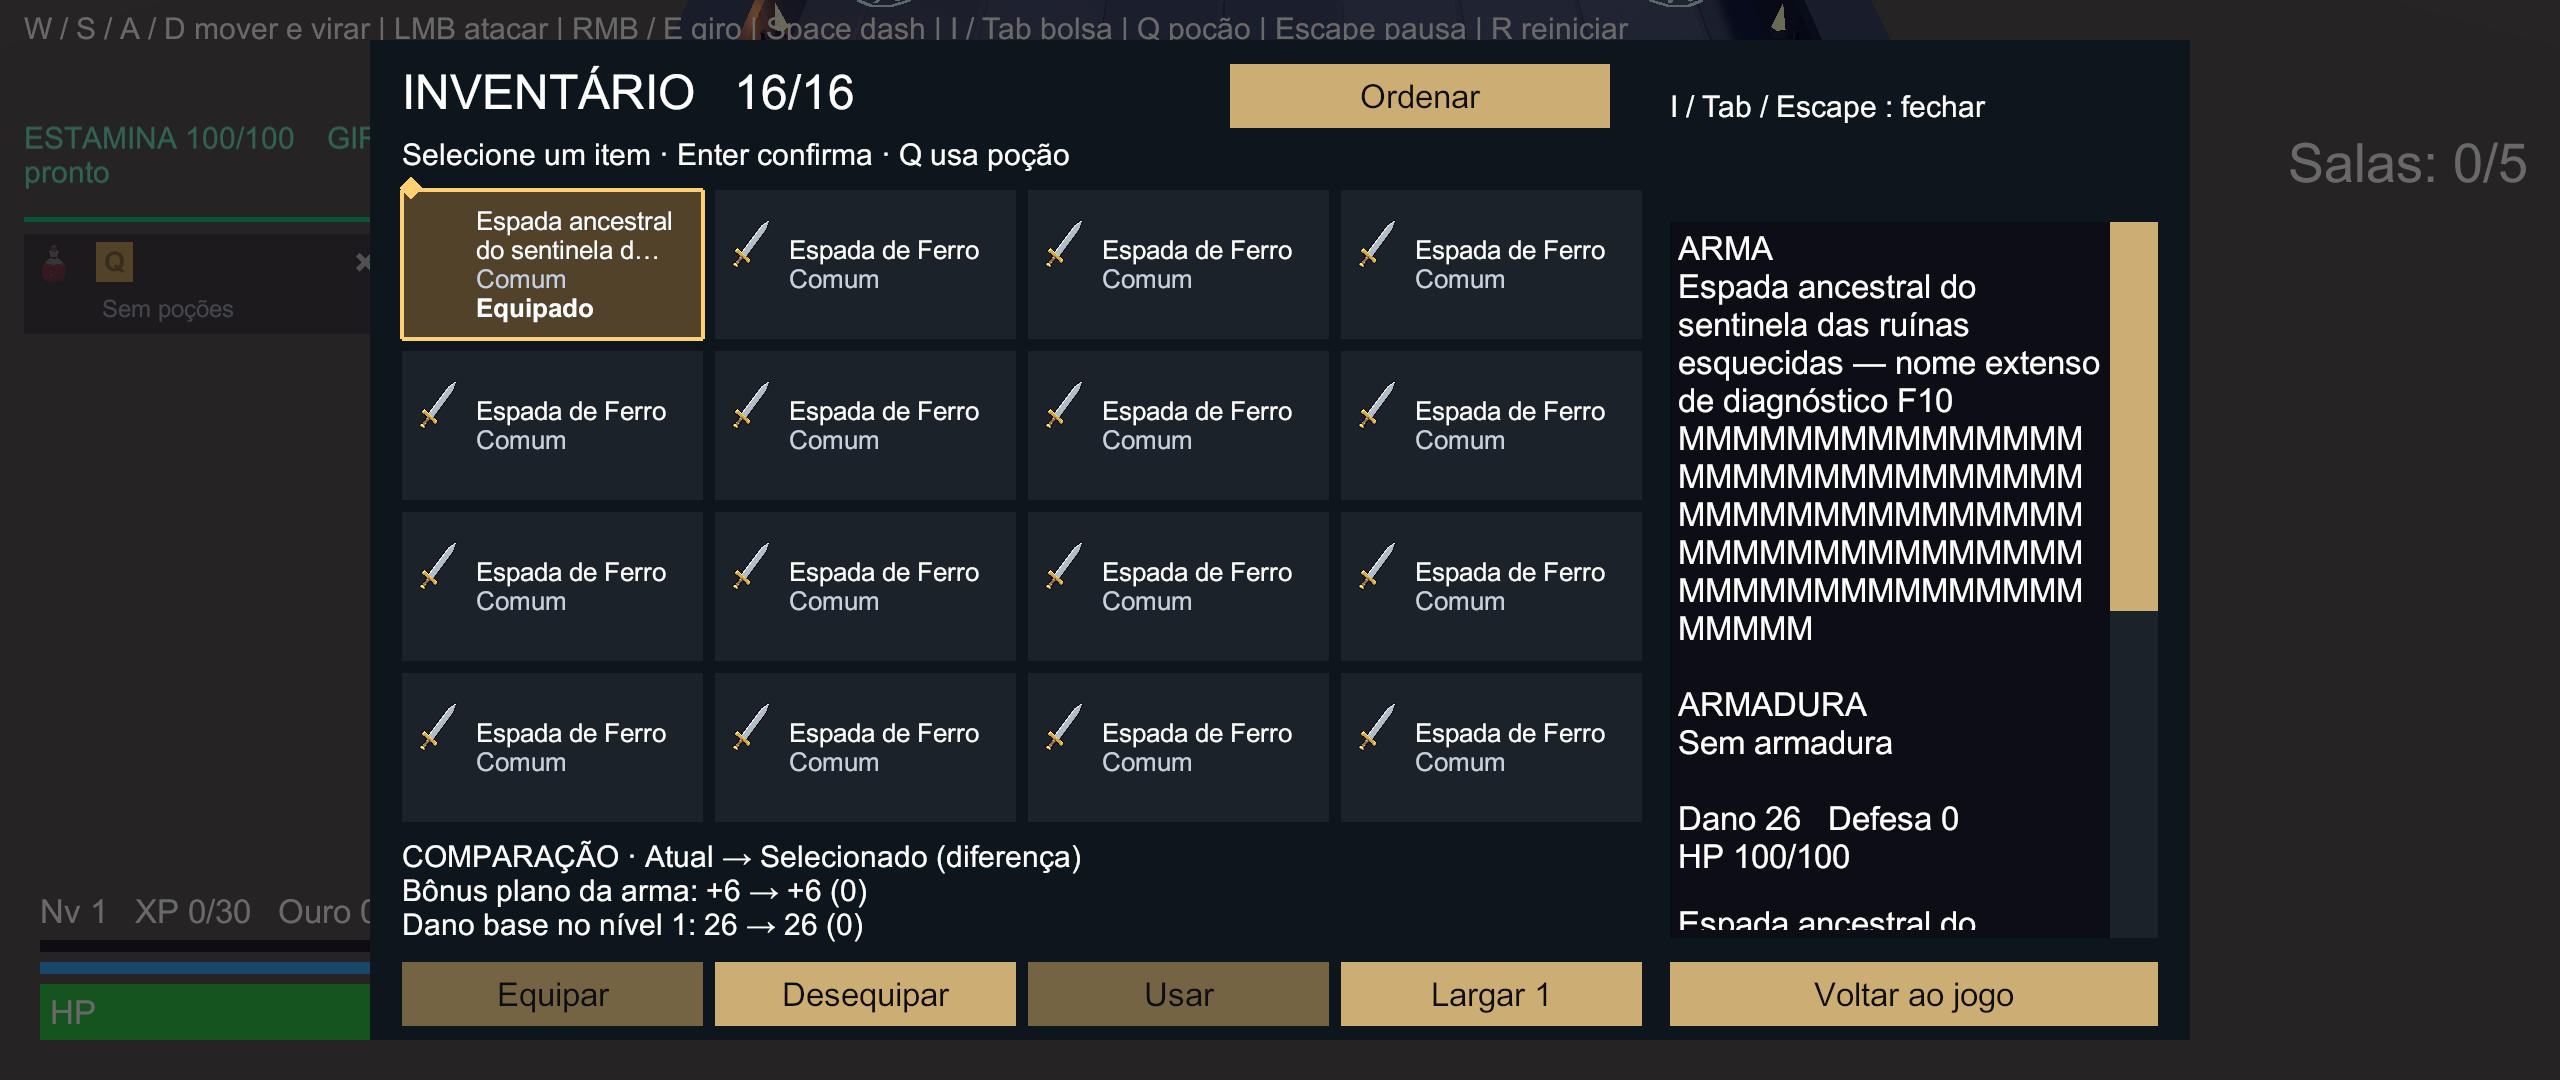 W / S / A / D mover e virar | LMB atacar | RMB / E giro | Space dash | I / Tab bolsa | Q poção | Escape pausa | R reiniciar
ESTAMINA 100/100 GIR
pronto
Q
Sem poções
Salas: 0/5
INVENTÁRIO 16/16
Ordenar
I / Tab / Escape : fechar
Selecione um item · Enter confirma · Q usa poção
Espada ancestral
do sentinela d…
Comum
Equipado
Espada de Ferro
Comum
Espada de Ferro
Comum
Espada de Ferro
Comum
Espada de Ferro
Comum
Espada de Ferro
Comum
Espada de Ferro
Comum
Espada de Ferro
Comum
Espada de Ferro
Comum
Espada de Ferro
Comum
Espada de Ferro
Comum
Espada de Ferro
Comum
Espada de Ferro
Comum
Espada de Ferro
Comum
Espada de Ferro
Comum
Espada de Ferro
Comum
ARMA
Espada ancestral do
sentinela das ruínas
esquecidas — nome extenso
de diagnóstico F10
MMMMMMMMMMMMMMM
MMMMMMMMMMMMMMM
MMMMMMMMMMMMMMM
MMMMMMMMMMMMMMM
MMMMMMMMMMMMMMM
MMMMM
ARMADURA
Sem armadura
Dano 26 Defesa 0
HP 100/100
Espada ancestral do
COMPARAÇÃO · Atual → Selecionado (diferença)
Bônus plano da arma: +6 → +6 (0)
Dano base no nível 1: 26 → 26 (0)
Equipar
Desequipar
Usar
Largar 1
Voltar ao jogo
Nv 1 XP 0/30 Ouro 0
HP